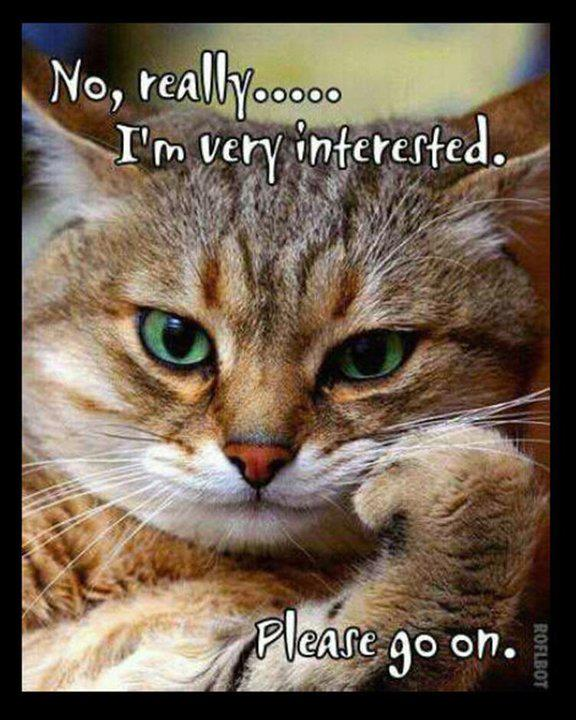 No, really.....
I'm very interested.
Please go on.
ROFLBOT